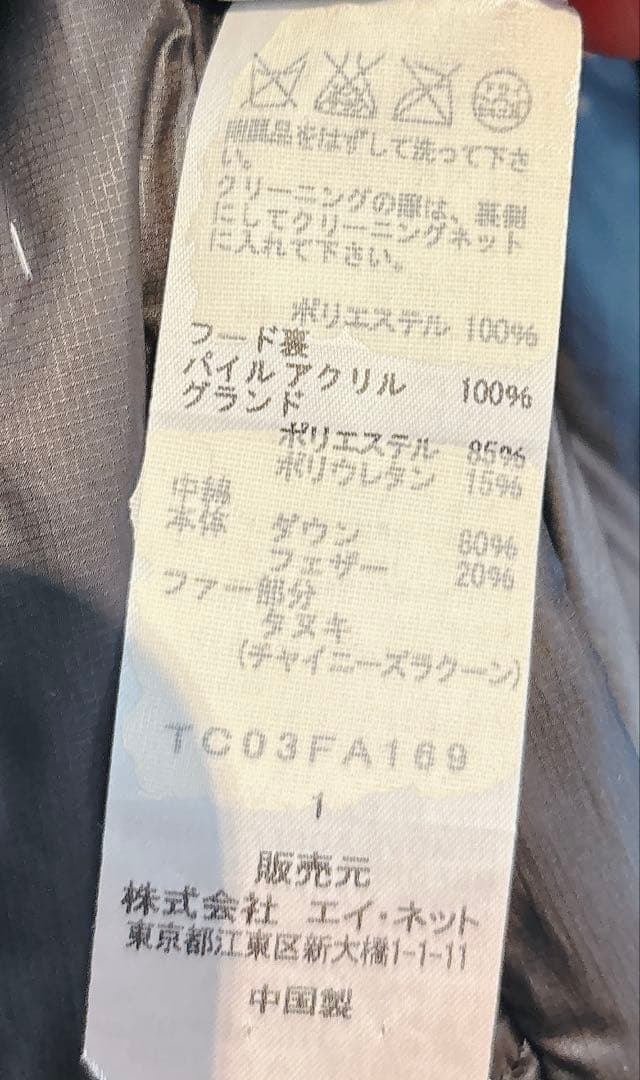 附属品をはずして洗って下さ
い。
クリーニングの際は、裏側
にしてクリーニングネット
に入れて下さい。
ポリエステル 100%
フード裏
パイルアクリル 100%
グランド
ポリエステル 85%
ポリウレタン 15%
中綿
本体 ダウン 80%
フェザー 20%
ファー部分
タヌキ
(チャイニーズラクーン)
TC03FA169
1
販売元
株式会社 エイ・ネット
東京都江東区新大橋1-1-11
中国製